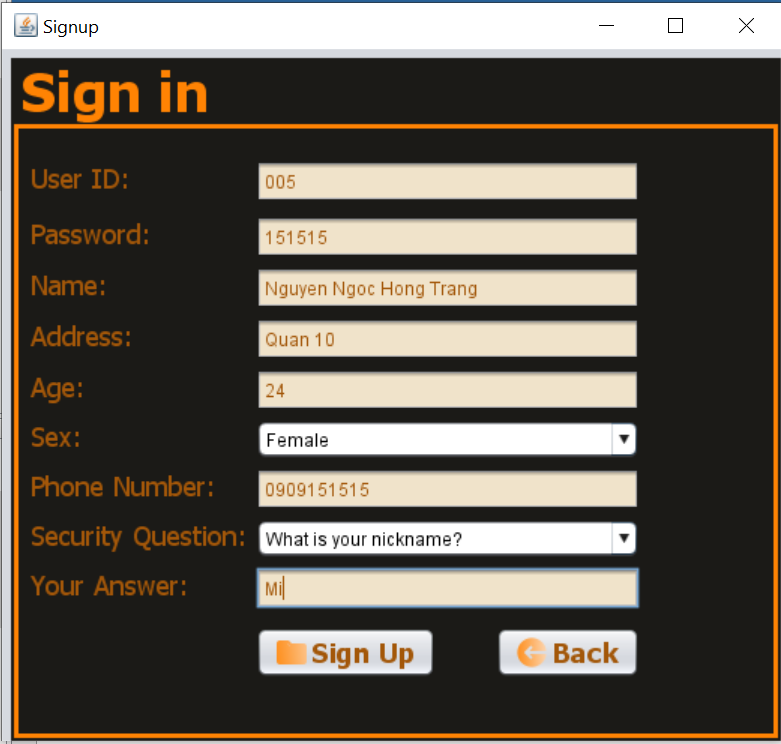 Signup
Sign in
User ID: 005
Password: 151515
Name: Nguyen Ngoc Hong Trang
Address: Quan 10
Age: 24
Sex: Female
Phone Number: 0909151515
Security Question: What is your nickname?
Your Answer: Mi
Sign Up Back